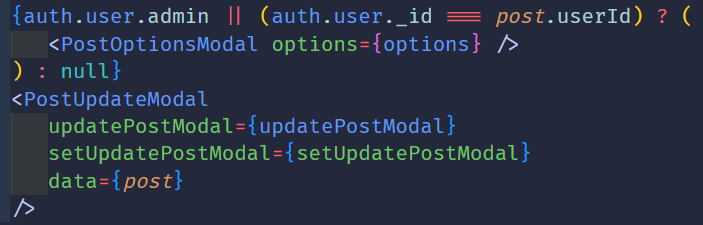 {auth.user.admin || (auth.user._id === post.userId) ? (
<PostOptionsModal options={options} />
) : null}
<PostUpdateModal
updatePostModal={updatePostModal}
setUpdatePostModal={setUpdatePostModal}
data={post}
/>